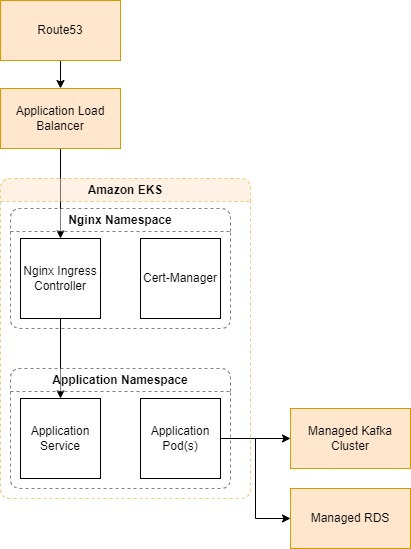 Route53
Application Load
Balancer
Amazon EKS
Nginx Namespace
Nginx Ingress
Controller
Cert-Manager
Application Namespace
Application
Service
Application
Pod(s)
Managed Kafka
Cluster
Managed RDS